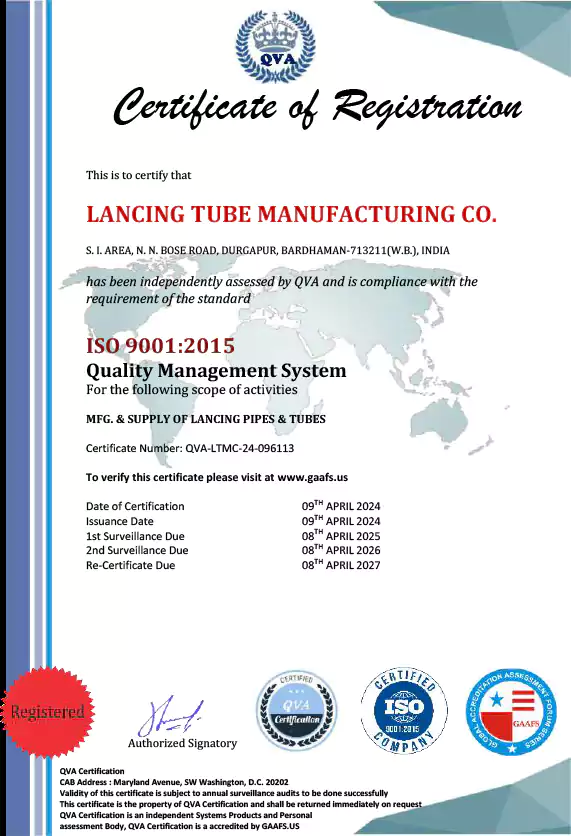 QVA
Certificate of Registration
This is to certify that
LANCING TUBE MANUFACTURING CO.
S. I. AREA, N. N. BOSE ROAD, DURGAPUR, BARDHAMAN-713211(W.B.), INDIA
has been independently assessed by QVA and is compliance with the
requirement of the standard
ISO 9001:2015
Quality Management System
For the following scope of activities
MFG. & SUPPLY OF LANCING PIPES & TUBES
Certificate Number: QVA-LTMC-24-096113
To verify this certificate please visit at www.gaafs.us
Date of Certification 09TH APRIL 2024
Issuance Date 09TH APRIL 2024
1st Surveillance Due 08TH APRIL 2025
2nd Surveillance Due 08TH APRIL 2026
Re-Certificate Due 08TH APRIL 2027
Registered
Authorized Signatory
CERTIFIED
QVA
Certification
CERTIFIED
ISO
9001:2015
COMPANY
GLOBAL ACCREDITATION ASSESSMENT FORUM SERIES
GAAFS
QVA Certification
CAB Address : Maryland Avenue, SW Washington, D.C. 20202
Validity of this certificate is subject to annual surveillance audits to be done successfully
This certificate is the property of QVA Certification and shall be returned immediately on request
QVA Certification is an independent Systems Products and Personal
assessment Body, QVA Certification is a accredited by GAAFS.US